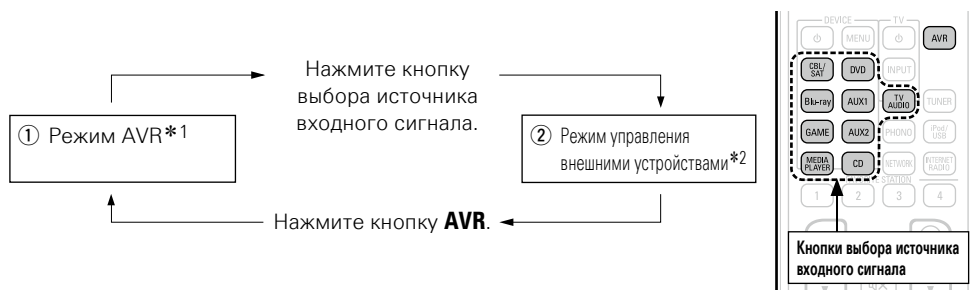 Нажмите кнопку
выбора источника
входного сигнала.
① Режим AVR*1
② Режим управления
внешними устройствами*2
Нажмите кнопку AVR.
DEVICE TV
MENU AVR
CBL/
SAT DVD INPUT
Blu-ray AUX1 TV
AUDIO TUNER
GAME AUX2 PHONO iPod/
USB
MEDIA
PLAYER CD NETWORK INTERNET
RADIO
STATION
1 2 3 4
Кнопки выбора источника
входного сигнала